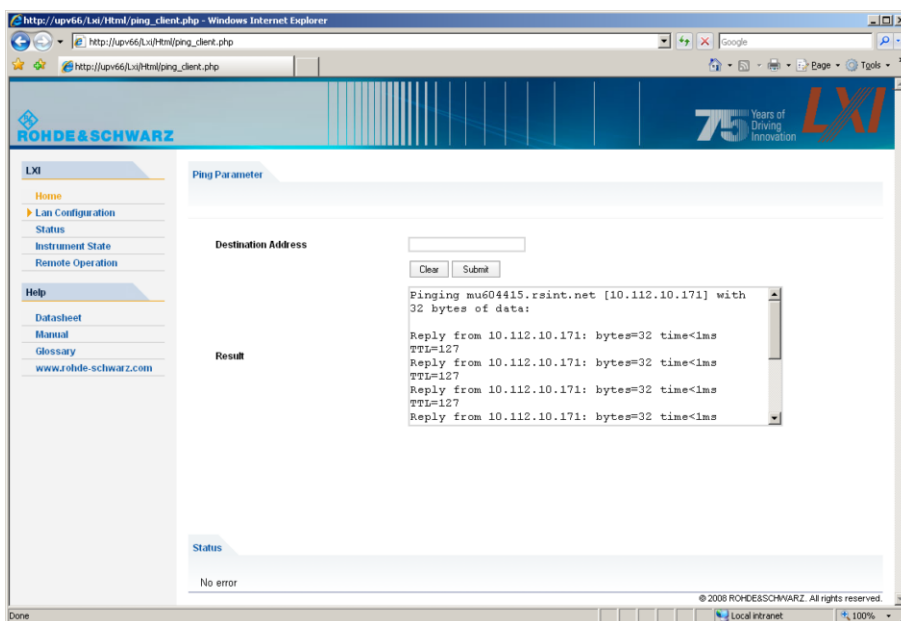 http://upv66/Lxi/Html/ping_client.php - Windows Internet Explorer
http://upv66/Lxi/Html/ping_client.php
Google
http://upv66/Lxi/Html/ping_client.php
Page
Tools
ROHDE&SCHWARZ
75 Years of Driving Innovation
LXI
LXI
Home
Lan Configuration
Status
Instrument State
Remote Operation
Help
Datasheet
Manual
Glossary
www.rohde-schwarz.com
Ping Parameter
Destination Address
Clear Submit
Result
Pinging mu604415.rsint.net [10.112.10.171] with
32 bytes of data:
Reply from 10.112.10.171: bytes=32 time<1ms
TTL=127
Reply from 10.112.10.171: bytes=32 time<1ms
TTL=127
Reply from 10.112.10.171: bytes=32 time<1ms
TTL=127
Reply from 10.112.10.171: bytes=32 time<1ms
Status
No error
© 2008 ROHDE&SCHWARZ. All rights reserved.
Done
Local intranet
100%